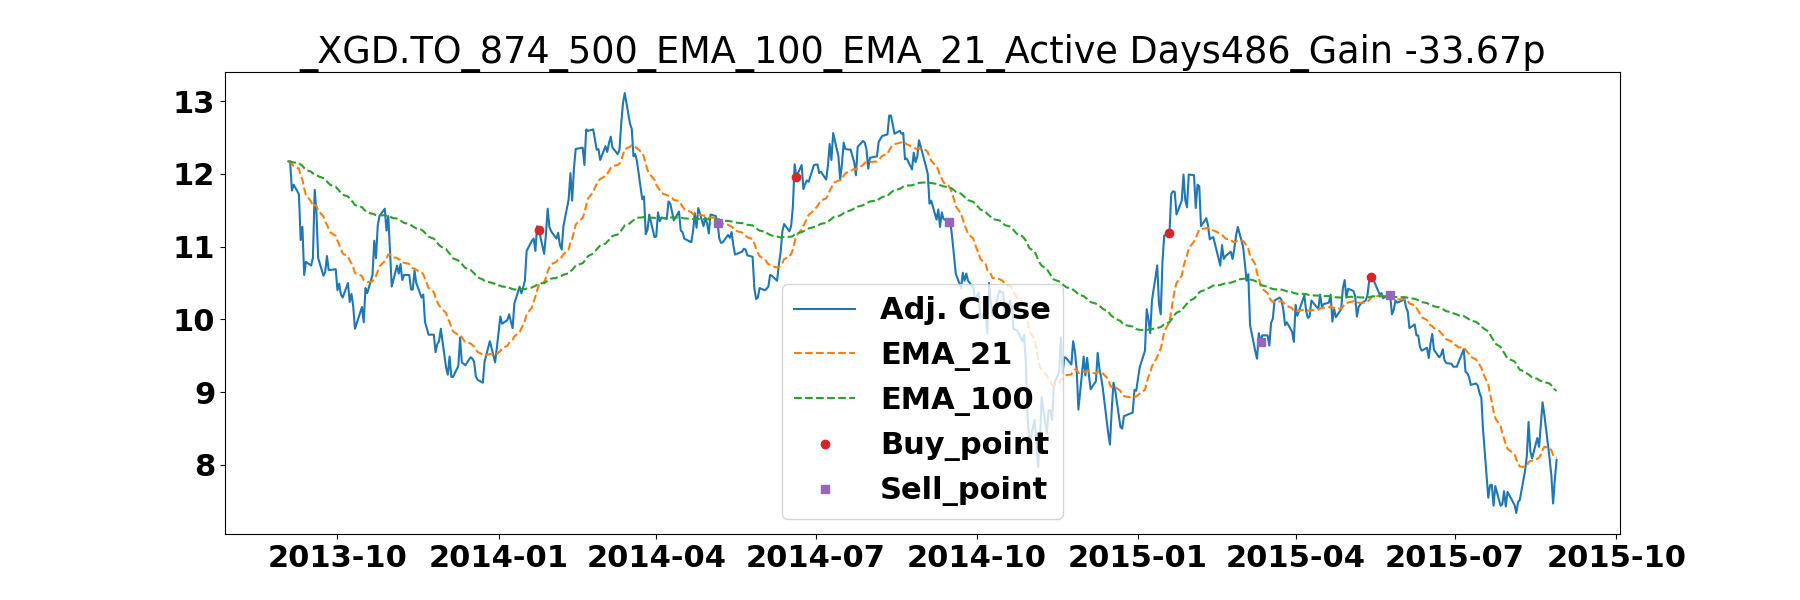 _XGD.TO_874_500_EMA_100_EMA_21_Active Days486_Gain -33.67p
13
12
11
10
9
8
Adj. Close
EMA_21
EMA_100
Buy_point
Sell_point
2013-10 2014-01 2014-04 2014-07 2014-10 2015-01 2015-04 2015-07 2015-10